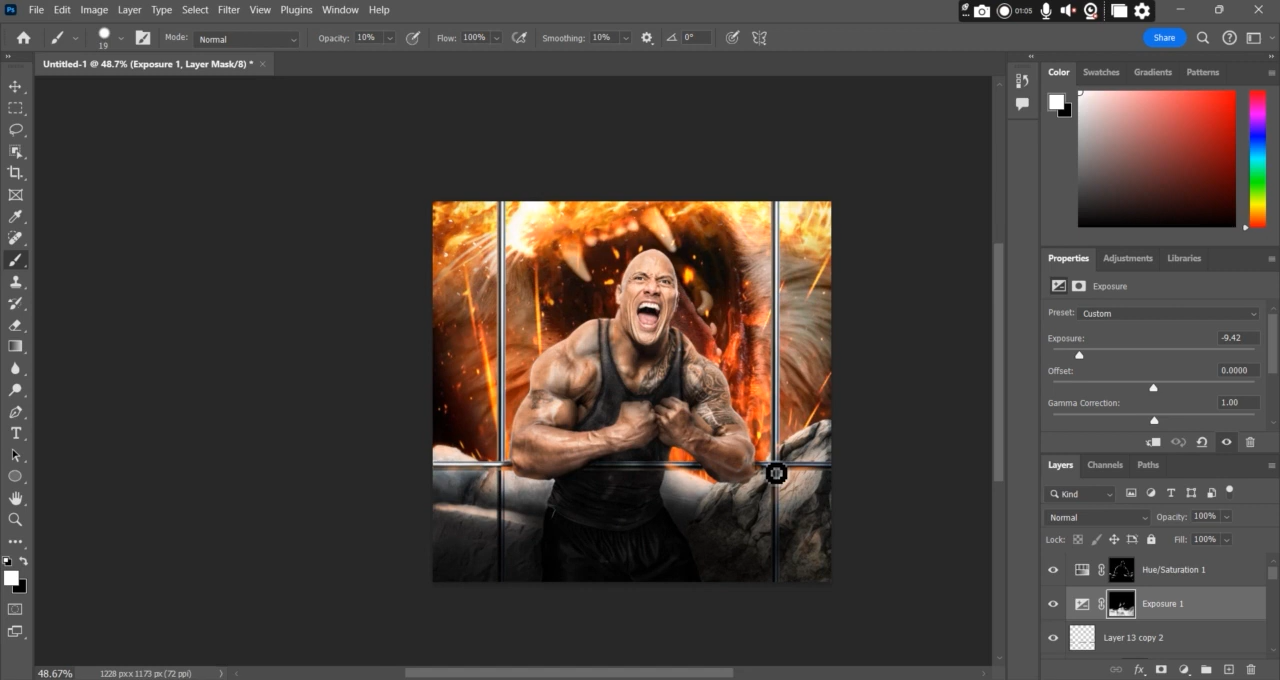 Ps File Edit Image Layer Type Select Filter View Plugins Window Help 01:05
19 Mode: Normal Opacity: 10% Flow: 100% Smoothing: 10% 0° Share
Untitled-1 @ 48.7% (Exposure 1, Layer Mask/8) *
Color Swatches Gradients Patterns
Properties Adjustments Libraries
Exposure
Preset: Custom
Exposure: -9.42
Offset: 0.0000
Gamma Correction: 1.00
Layers Channels Paths
Kind
Normal Opacity: 100%
Lock: Fill: 100%
Hue/Saturation 1
Exposure 1
Layer 13 copy 2
48.67% 1228 px x 1173 px (72 ppi)